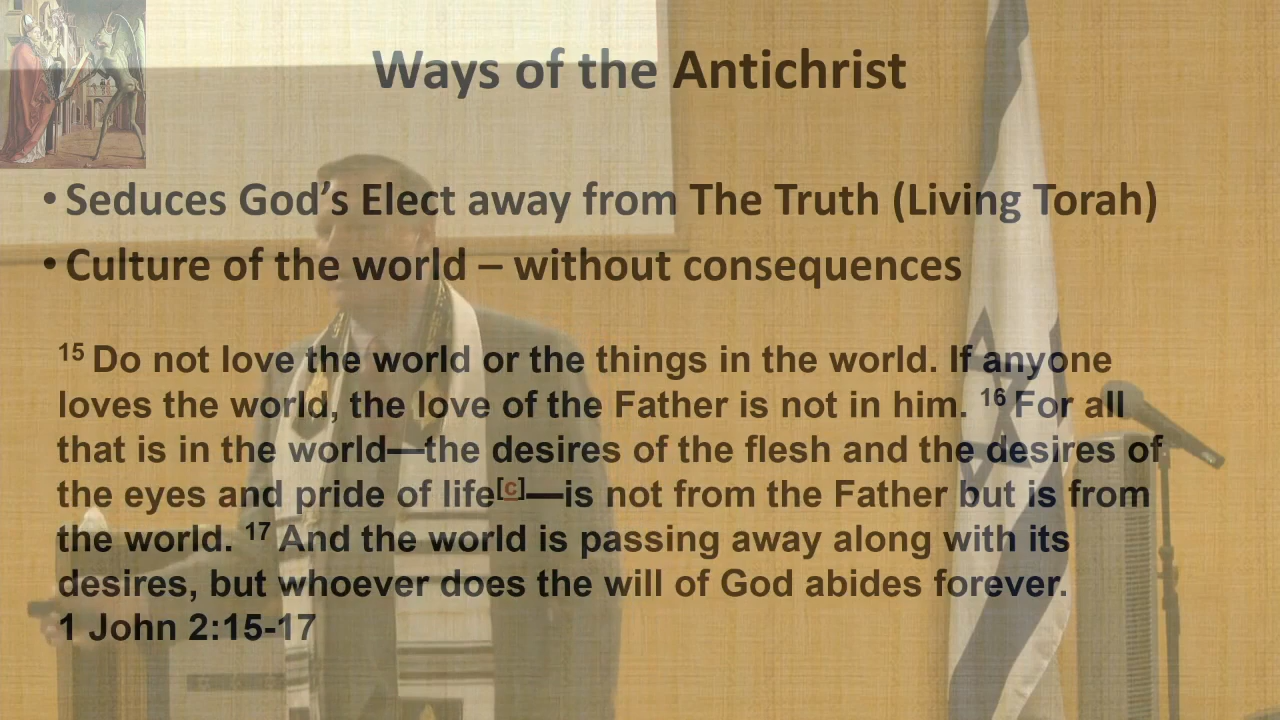 Ways of the Antichrist
• Seduces God’s Elect away from The Truth (Living Torah)
• Culture of the world – without consequences
15 Do not love the world or the things in the world. If anyone
loves the world, the love of the Father is not in him. 16 For all
that is in the world—the desires of the flesh and the desires of
the eyes and pride of life[c]—is not from the Father but is from
the world. 17 And the world is passing away along with its
desires, but whoever does the will of God abides forever.
1 John 2:15-17